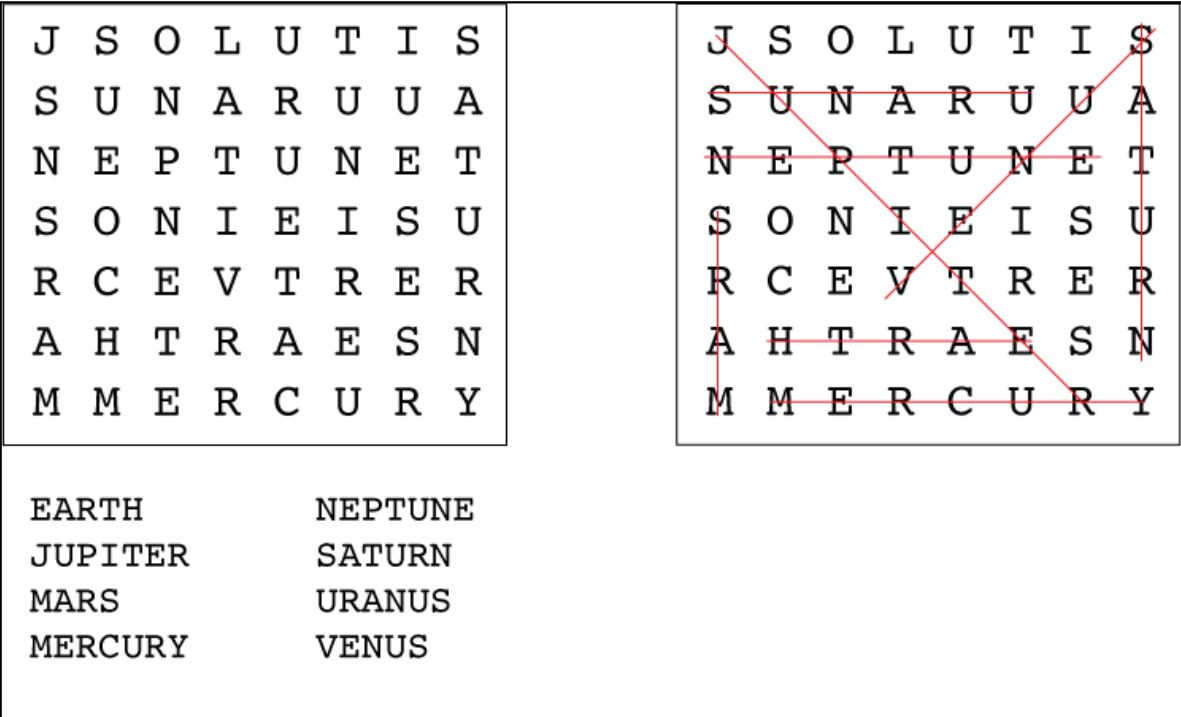 J S O L U T I S J S O L U T I S
S U N A R U U A S U N A R U U A
N E P T U N E T N E P T U N E T
S O N I E I S U S O N I E I S U
R C E V T R E R R C E V T R E R
A H T R A E S N A H T R A E S N
M M E R C U R Y M M E R C U R Y
EARTH NEPTUNE
JUPITER SATURN
MARS URANUS
MERCURY VENUS